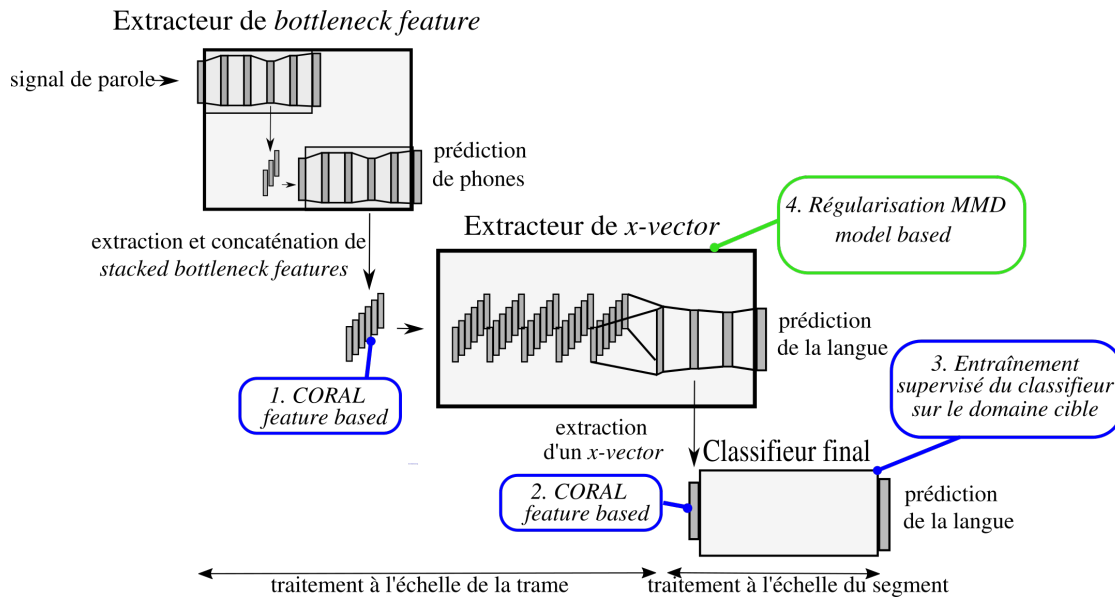 Extracteur de bottleneck feature
signal de parole
prédiction
de phones
extraction et concaténation de
stacked bottleneck features
Extracteur de x-vector
4. Régularisation MMD
model based
prédiction
de la langue
1. CORAL
feature based
3. Entraînement
supervisé du classifieur
sur le domaine cible
extraction
d'un x-vector
Classifieur final
2. CORAL
feature based
prédiction
de la langue
traitement à l'échelle de la trame
traitement à l'échelle du segment